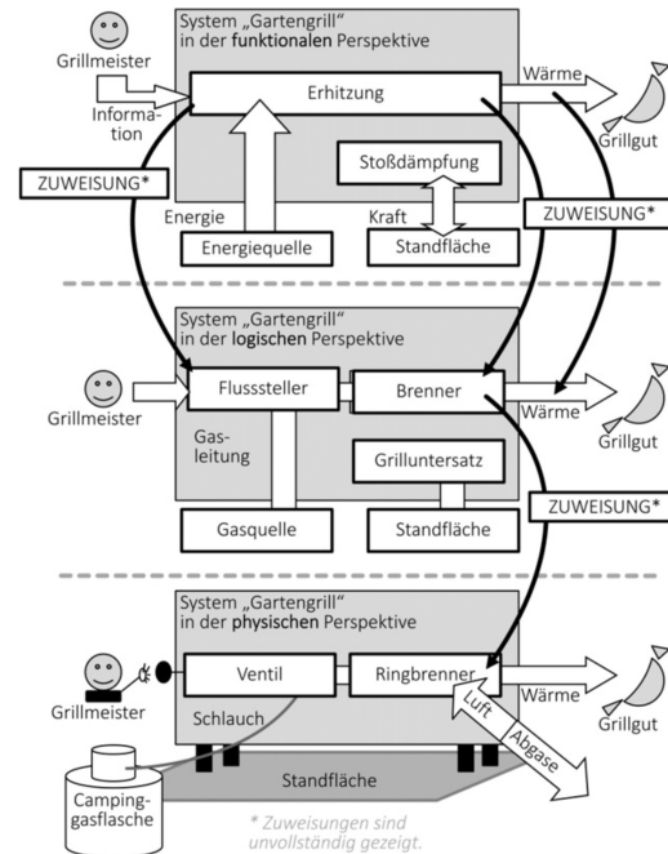 System „Gartengrill“
in der funktionalen Perspektive
Grillmeister
Informa-
tion
Erhitzung
Wärme
Grillgut
Stoßdämpfung
ZUWEISUNG*
ZUWEISUNG*
Energie
Kraft
Energiequelle
Standfläche
System „Gartengrill“
in der logischen Perspektive
Grillmeister
Flusssteller
Brenner
Wärme
Grillgut
Gas-
leitung
Grilluntersatz
ZUWEISUNG*
Gasquelle
Standfläche
System „Gartengrill“
in der physischen Perspektive
Grillmeister
Ventil
Ringbrenner
Wärme
Grillgut
Schlauch
Luft
Abgase
Standfläche
Camping-
gasflasche
* Zuweisungen sind
unvollständig gezeigt.